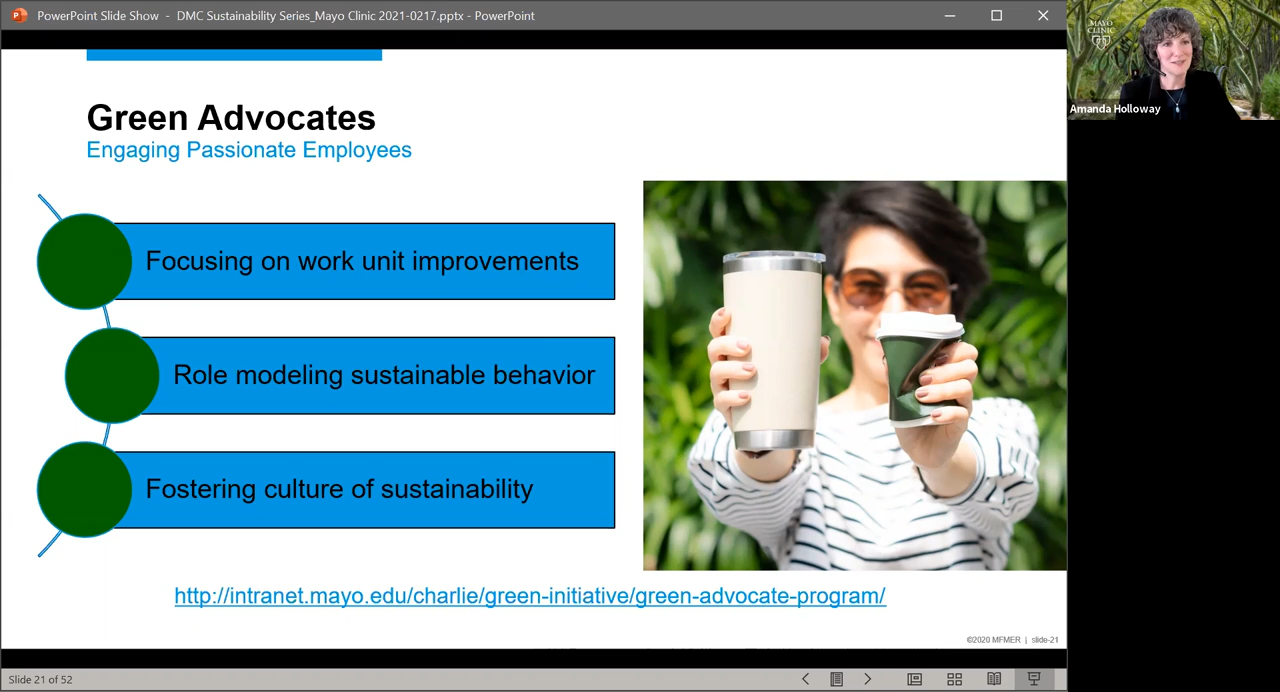 PowerPoint Slide Show - DMC Sustainability Series_Mayo Clinic 2021-0217.pptx - PowerPoint
MAYO
CLINIC
Amanda Holloway
Green Advocates
Engaging Passionate Employees
Focusing on work unit improvements
Role modeling sustainable behavior
Fostering culture of sustainability
http://intranet.mayo.edu/charlie/green-initiative/green-advocate-program/
©2020 MFMER | slide-21
Slide 21 of 52